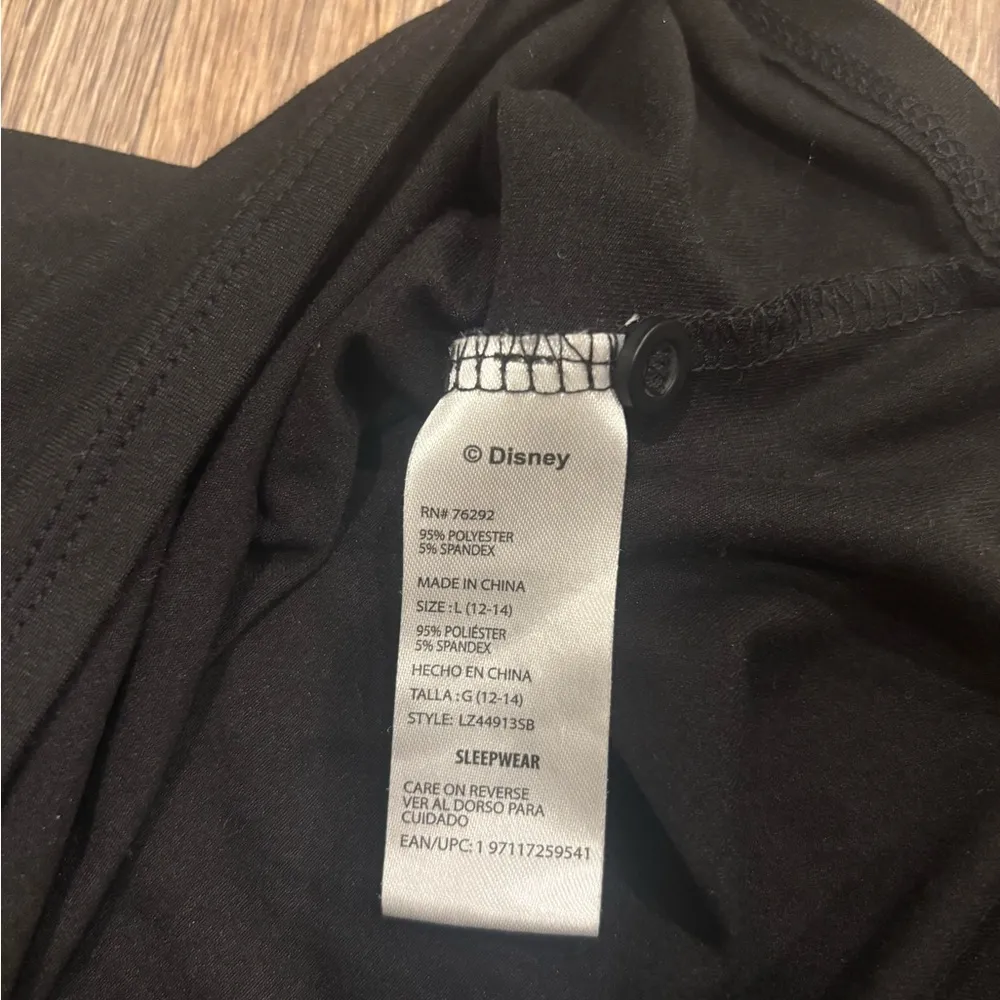 © Disney
RN# 76292
95% POLYESTER
5% SPANDEX
MADE IN CHINA
SIZE : L (12-14)
95% POLIÉSTER
5% SPANDEX
HECHO EN CHINA
TALLA : G (12-14)
STYLE: LZ44913SB
SLEEPWEAR
CARE ON REVERSE
VER AL DORSO PARA
CUIDADO
EAN/UPC: 1 97117259541